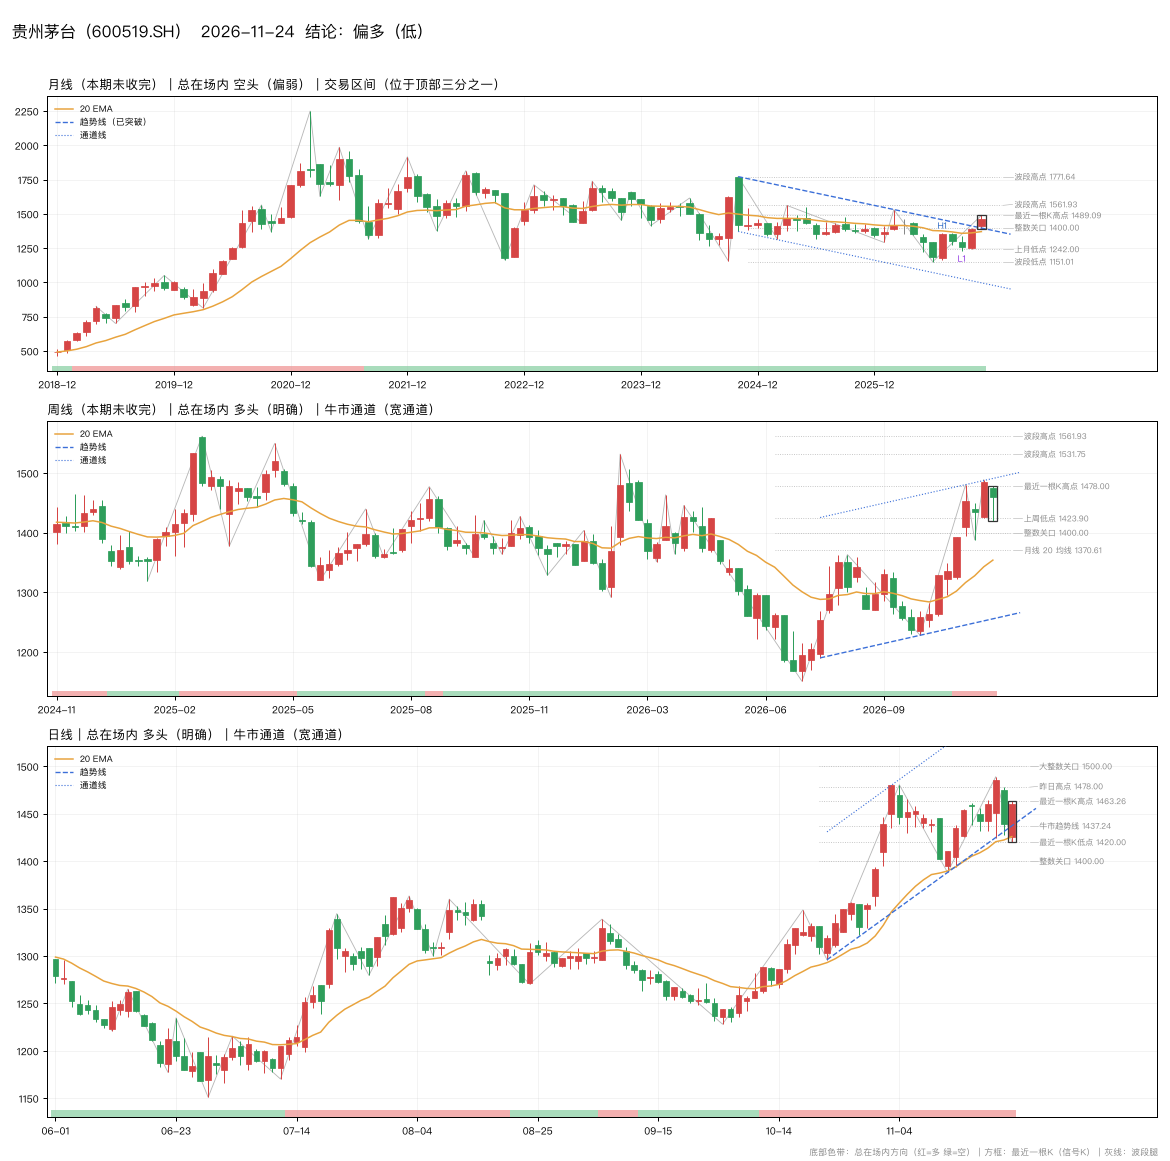 贵州茅台（600519.SH） 2026-11-24 结论：偏多（低）
月线（本期未收完）｜总在场内 空头（偏弱）｜交易区间（位于顶部三分之一）
20 EMA
趋势线（已突破）
通道线
2250
2000
1750
1500
1250
1000
750
500
波段高点 1771.64
波段高点 1561.93
最近一根K高点 1489.09
整数关口 1400.00
上月低点 1242.00
波段低点 1151.01
H1
L1
2018-12
2019-12
2020-12
2021-12
2022-12
2023-12
2024-12
2025-12
周线（本期未收完）｜总在场内 多头（明确）｜牛市通道（宽通道）
20 EMA
趋势线
通道线
1500
1400
1300
1200
波段高点 1561.93
波段高点 1531.75
最近一根K高点 1478.00
上周低点 1423.90
整数关口 1400.00
月线 20 均线 1370.61
2024-11
2025-02
2025-05
2025-08
2025-11
2026-03
2026-06
2026-09
日线｜总在场内 多头（明确）｜牛市通道（宽通道）
20 EMA
趋势线
通道线
1500
1450
1400
1350
1300
1250
1200
1150
大整数关口 1500.00
昨日高点 1478.00
最近一根K高点 1463.26
牛市趋势线 1437.24
最近一根K低点 1420.00
整数关口 1400.00
06-01
06-23
07-14
08-04
08-25
09-15
10-14
11-04
底部色带：总在场内方向（红=多 绿=空）｜方框：最近一根K（信号K）｜灰线：波段腿